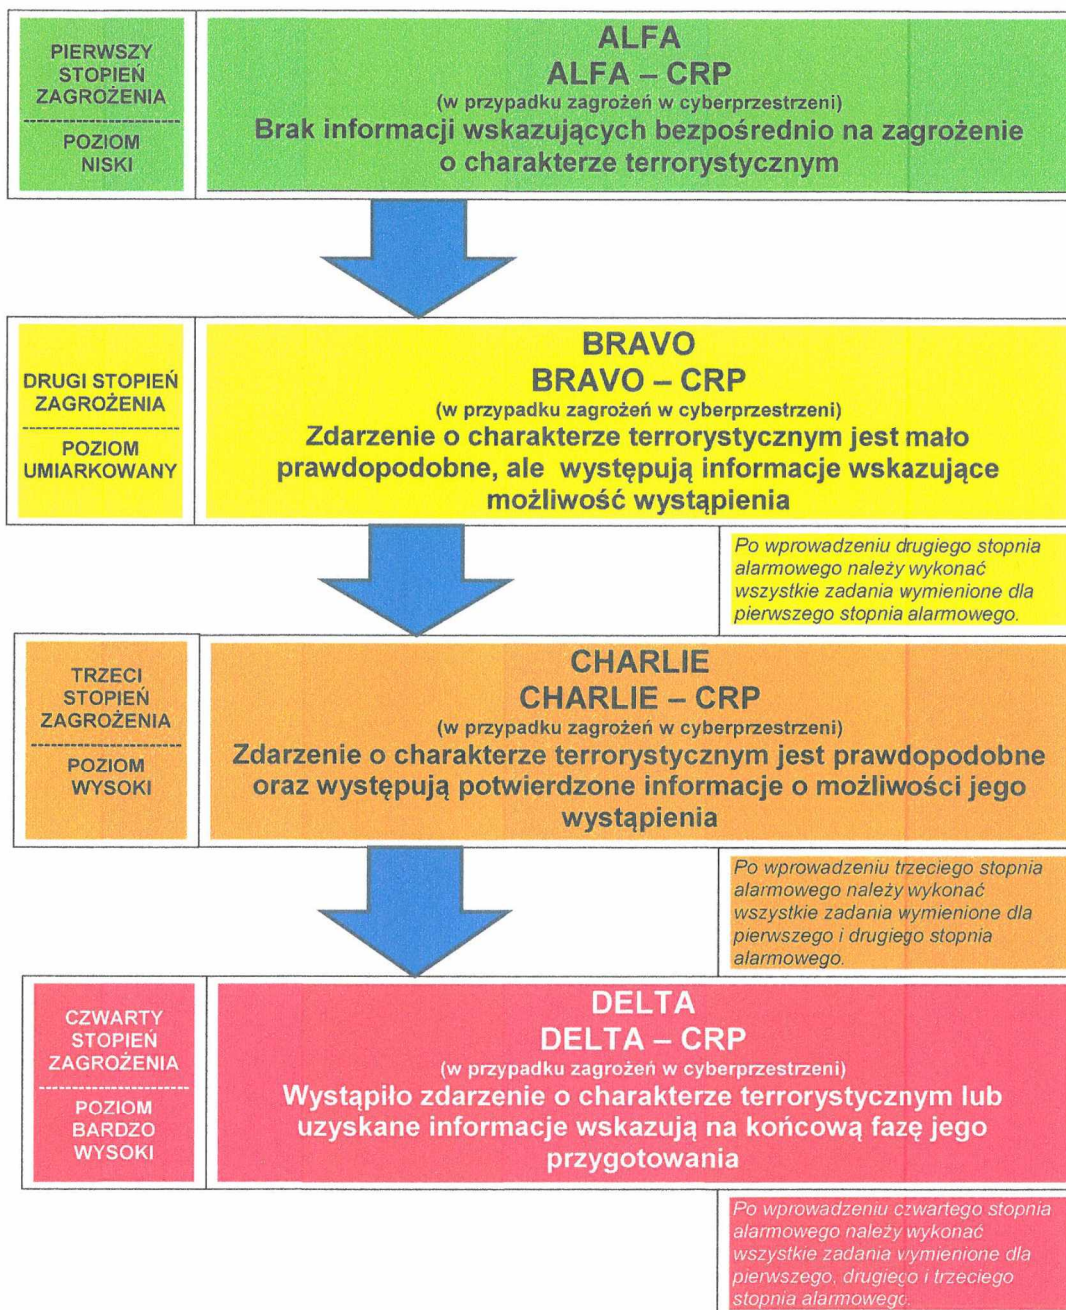 PIERWSZY
STOPIEŃ
ZAGROŻENIA
POZIOM
NISKI
ALFA
ALFA – CRP
(w przypadku zagrożeń w cyberprzestrzeni)
Brak informacji wskazujących bezpośrednio na zagrożenie
o charakterze terrorystycznym
DRUGI STOPIEŃ
ZAGROŻENIA
POZIOM
UMIARKOWANY
BRAVO
BRAVO – CRP
(w przypadku zagrożeń w cyberprzestrzeni)
Zdarzenie o charakterze terrorystycznym jest mało
prawdopodobne, ale występują informacje wskazujące
możliwość wystąpienia
Po wprowadzeniu drugiego stopnia
alarmowego należy wykonać
wszystkie zadania wymienione dla
pierwszego stopnia alarmowego.
TRZECI
STOPIEŃ
ZAGROŻENIA
POZIOM
WYSOKI
CHARLIE
CHARLIE – CRP
(w przypadku zagrożeń w cyberprzestrzeni)
Zdarzenie o charakterze terrorystycznym jest prawdopodobne
oraz występują potwierdzone informacje o możliwości jego
wystąpienia
Po wprowadzeniu trzeciego stopnia
alarmowego należy wykonać
wszystkie zadania wymienione dla
pierwszego i drugiego stopnia
alarmowego.
CZWARTY
STOPIEŃ
ZAGROŻENIA
POZIOM
BARDZO
WYSOKI
DELTA
DELTA – CRP
(w przypadku zagrożeń w cyberprzestrzeni)
Wystąpiło zdarzenie o charakterze terrorystycznym lub
uzyskane informacje wskazują na końcową fazę jego
przygotowania
Po wprowadzeniu czwartego stopnia
alarmowego należy wykonać
wszystkie zadania wymienione dla
pierwszego, drugiego i trzeciego
stopnia alarmowego.